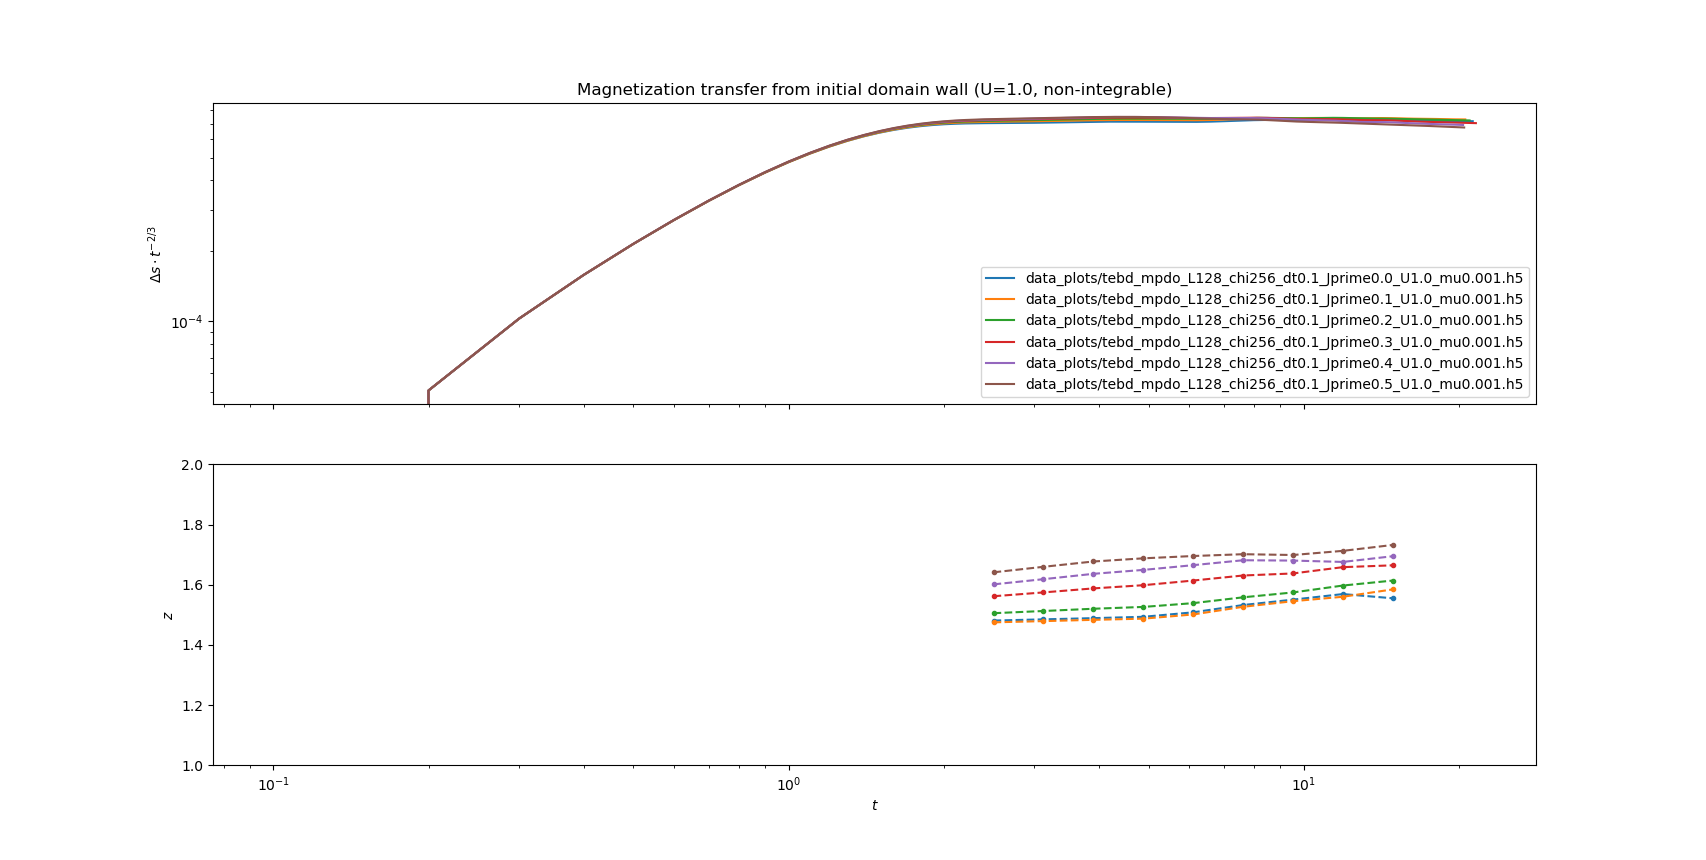 Magnetization transfer from initial domain wall (U=1.0, non-integrable)
Δs · t^{-2/3}
10^{-4}
data_plots/tebd_mpdo_L128_chi256_dt0.1_Jprime0.0_U1.0_mu0.001.h5
data_plots/tebd_mpdo_L128_chi256_dt0.1_Jprime0.1_U1.0_mu0.001.h5
data_plots/tebd_mpdo_L128_chi256_dt0.1_Jprime0.2_U1.0_mu0.001.h5
data_plots/tebd_mpdo_L128_chi256_dt0.1_Jprime0.3_U1.0_mu0.001.h5
data_plots/tebd_mpdo_L128_chi256_dt0.1_Jprime0.4_U1.0_mu0.001.h5
data_plots/tebd_mpdo_L128_chi256_dt0.1_Jprime0.5_U1.0_mu0.001.h5
2.0
1.8
1.6
z
1.4
1.2
1.0
10^{-1} 10^{0} 10^{1}
t